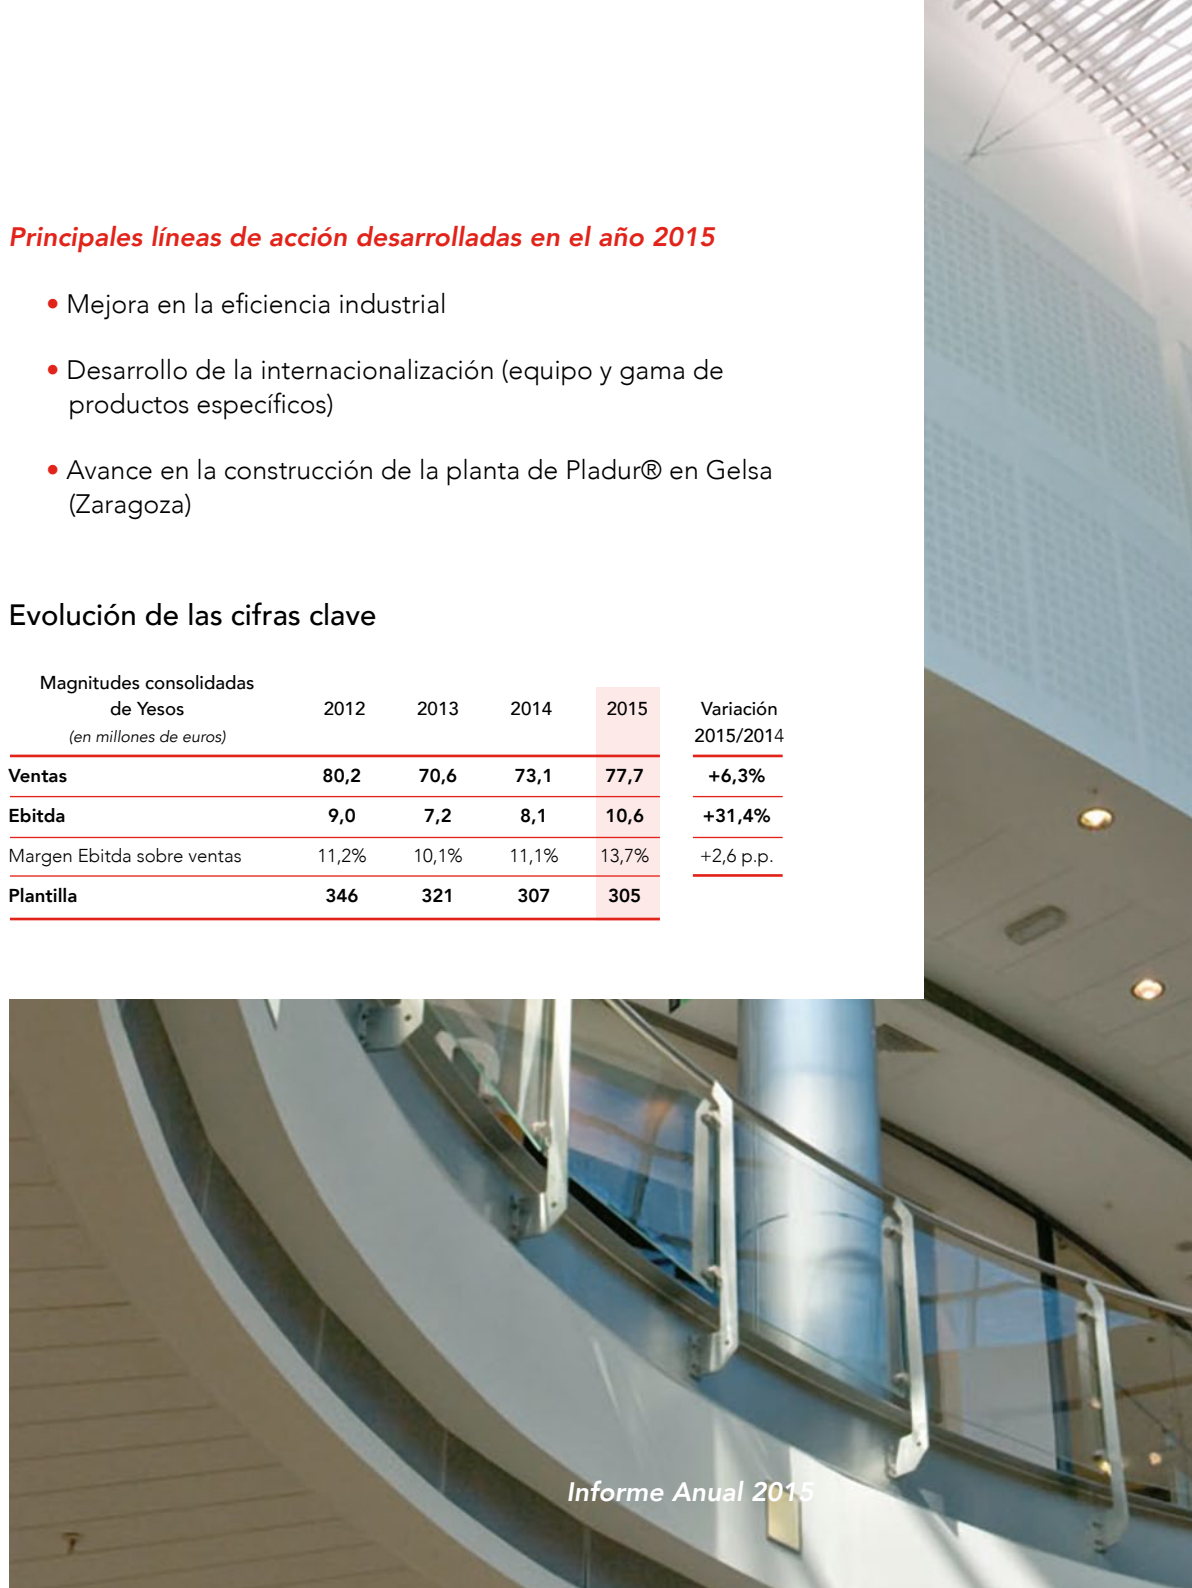 Principales líneas de acción desarrolladas en el año 2015
• Mejora en la eficiencia industrial
• Desarrollo de la internacionalización (equipo y gama de
productos específicos)
• Avance en la construcción de la planta de Pladur® en Gelsa
(Zaragoza)
Evolución de las cifras clave
Magnitudes consolidadas
de Yesos 2012 2013 2014 2015 Variación
(en millones de euros) 2015/2014
Ventas 80,2 70,6 73,1 77,7 +6,3%
Ebitda 9,0 7,2 8,1 10,6 +31,4%
Margen Ebitda sobre ventas 11,2% 10,1% 11,1% 13,7% +2,6 p.p.
Plantilla 346 321 307 305
Informe Anual 2015